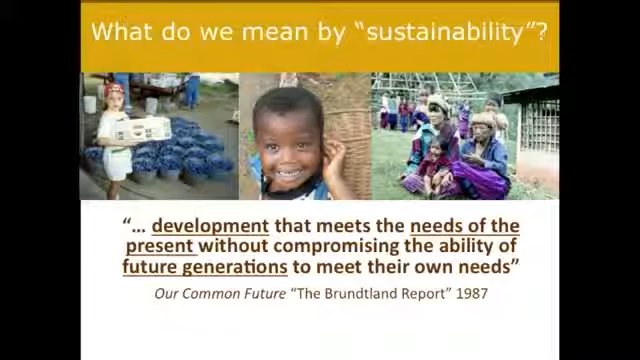 What do we mean by “sustainability”?
“… development that meets the needs of the
present without compromising the ability of
future generations to meet their own needs”
Our Common Future “The Brundtland Report” 1987